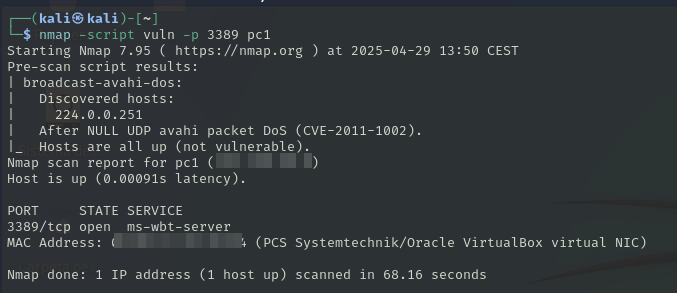 ┌──(kali㉿kali)-[~]
└─$ nmap -script vuln -p 3389 pc1
Starting Nmap 7.95 ( https://nmap.org ) at 2025-04-29 13:50 CEST
Pre-scan script results:
| broadcast-avahi-dos:
|   Discovered hosts:
|     224.0.0.251
|   After NULL UDP avahi packet DoS (CVE-2011-1002).
|_  Hosts are all up (not vulnerable).
Nmap scan report for pc1 ( )
Host is up (0.00091s latency).
PORT     STATE SERVICE
3389/tcp open  ms-wbt-server
MAC Address: 4 (PCS Systemtechnik/Oracle VirtualBox virtual NIC)
Nmap done: 1 IP address (1 host up) scanned in 68.16 seconds